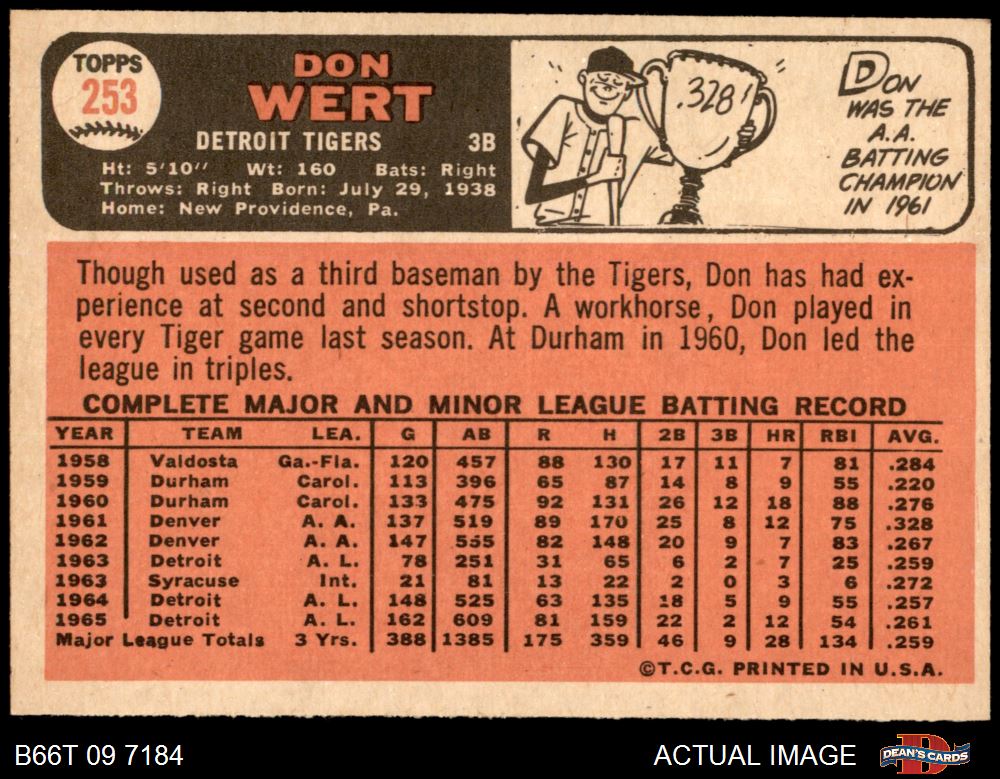 TOPPS
253
DON
WERT
DETROIT TIGERS 3B
Ht: 5'10" Wt: 160 Bats: Right
Throws: Right Born: July 29, 1938
Home: New Providence, Pa.
.328!
DON
WAS THE
A.A.
BATTING
CHAMPION
IN 1961
Though used as a third baseman by the Tigers, Don has had ex-
perience at second and shortstop. A workhorse, Don played in
every Tiger game last season. At Durham in 1960, Don led the
league in triples.
COMPLETE MAJOR AND MINOR LEAGUE BATTING RECORD
YEAR TEAM LEA. G AB R H 2B 3B HR RBI AVG.
1958 Valdosta Ga.-Fla. 120 457 88 130 17 11 7 81 .284
1959 Durham Carol. 113 396 65 87 14 8 9 55 .220
1960 Durham Carol. 133 475 92 131 26 12 18 88 .276
1961 Denver A. A. 137 519 89 170 25 8 12 75 .328
1962 Denver A. A. 147 555 82 148 20 9 7 83 .267
1963 Detroit A. L. 78 251 31 65 6 2 7 25 .259
1963 Syracuse Int. 21 81 13 22 2 0 3 6 .272
1964 Detroit A. L. 148 525 63 135 18 5 9 55 .257
1965 Detroit A. L. 162 609 81 159 22 2 12 54 .261
Major League Totals 3 Yrs. 388 1385 175 359 46 9 28 134 .259
©T.C.G. PRINTED IN U.S.A.
B66T 09 7184 ACTUAL IMAGE DEAN'S CARDS